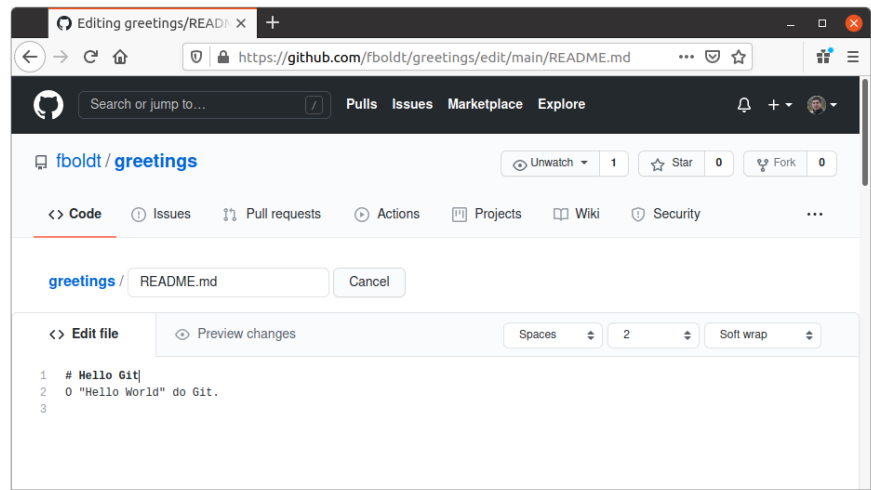 Editing greetings/READ
https://github.com/fboldt/greetings/edit/main/README.md
Search or jump to… / Pulls Issues Marketplace Explore
fboldt / greetings Unwatch 1 Star 0 Fork 0
Code Issues Pull requests Actions Projects Wiki Security
greetings / README.md Cancel
Edit file Preview changes Spaces 2 Soft wrap
1 # Hello Git
2 O "Hello World" do Git.
3